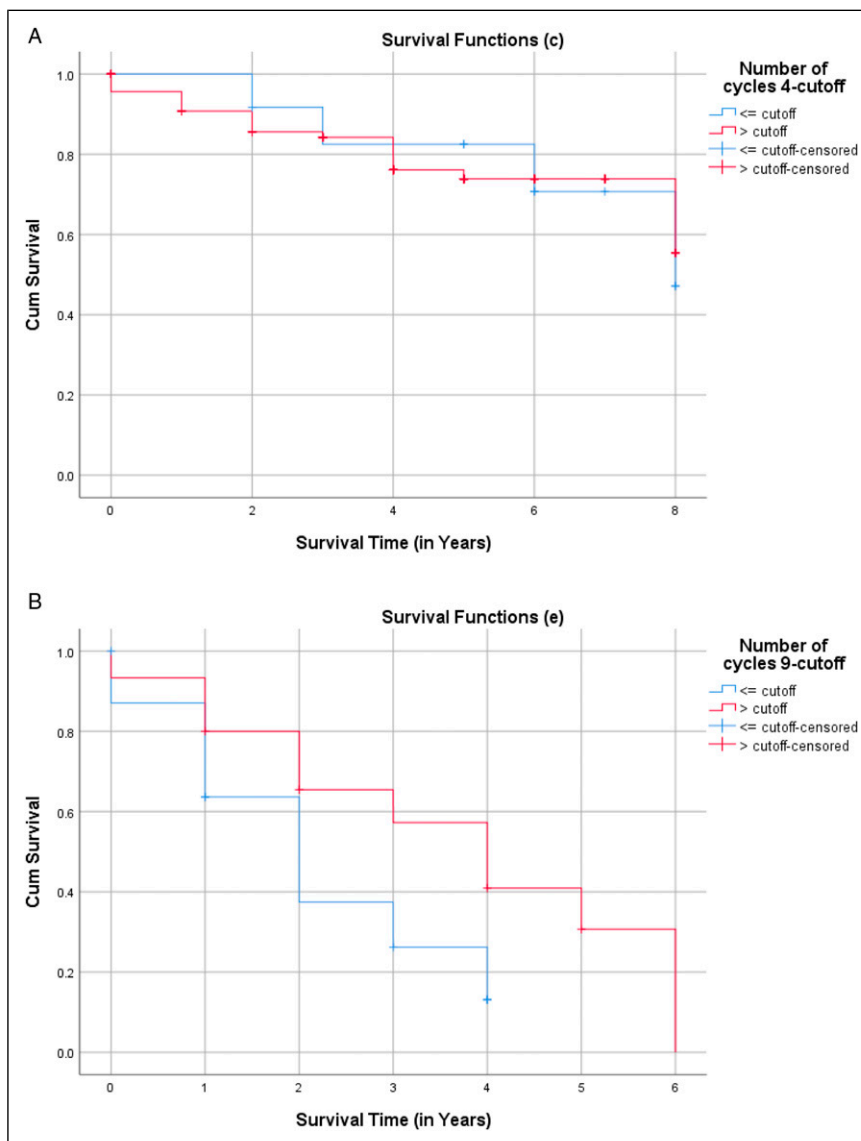 A
Survival Functions (c)
Number of
cycles 4-cutoff
<= cutoff
> cutoff
<= cutoff-censored
> cutoff-censored
1.0
0.8
0.6
0.4
0.2
0.0
Cum Survival
0 2 4 6 8
Survival Time (in Years)
B
Survival Functions (e)
Number of
cycles 9-cutoff
<= cutoff
> cutoff
<= cutoff-censored
> cutoff-censored
1.0
0.8
0.6
0.4
0.2
0.0
Cum Survival
0 1 2 3 4 5 6
Survival Time (in Years)